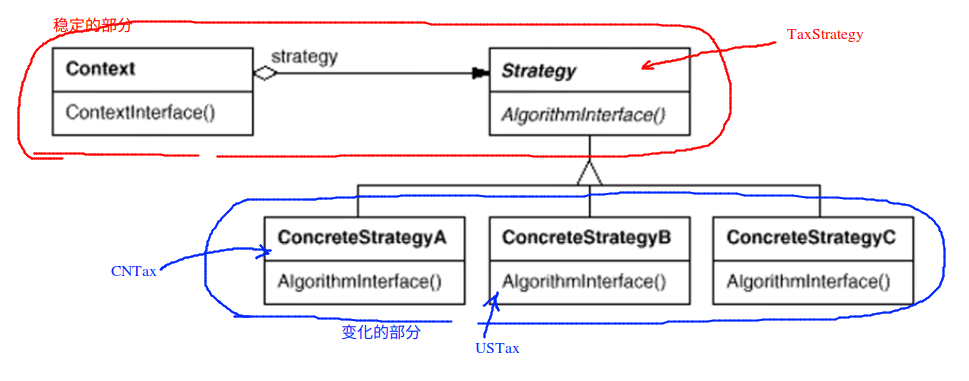 稳定的部分
TaxStrategy
strategy
Context
ContextInterface()
Strategy
AlgorithmInterface()
ConcreteStrategyA
AlgorithmInterface()
ConcreteStrategyB
AlgorithmInterface()
ConcreteStrategyC
AlgorithmInterface()
CNTax
变化的部分
USTax